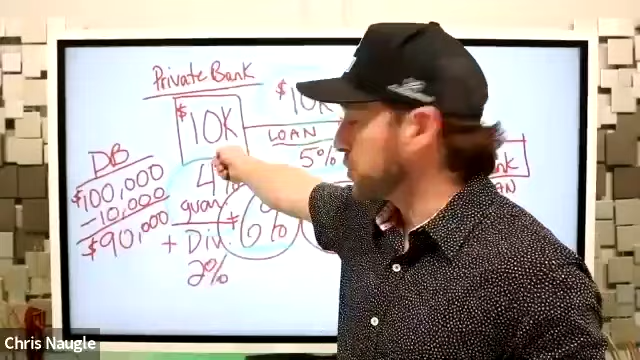 Private Bank
$10K
$10K
LOAN
5%
DB
$100,000
-10,000
$90,000
4%
guar
+ Div.
2%
6%
Chris Naugle